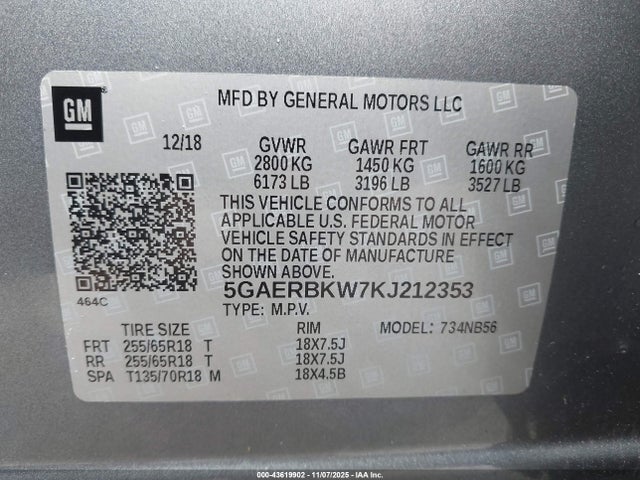 GM
MFD BY GENERAL MOTORS LLC
12/18 GVWR GAWR FRT GAWR RR
2800 KG 1450 KG 1600 KG
6173 LB 3196 LB 3527 LB
THIS VEHICLE CONFORMS TO ALL
APPLICABLE U.S. FEDERAL MOTOR
VEHICLE SAFETY STANDARDS IN EFFECT
ON THE DATE OF MANUFACTURE
SHOWN ABOVE.
464C
5GAERBKW7KJ212353
TYPE: M.P.V.
TIRE SIZE RIM MODEL: 734NB56
FRT 255/65R18 T 18X7.5J
RR 255/65R18 T 18X7.5J
SPA T135/70R18 M 18X4.5B
000-43619902 - 11/07/2025 - IAA Inc.